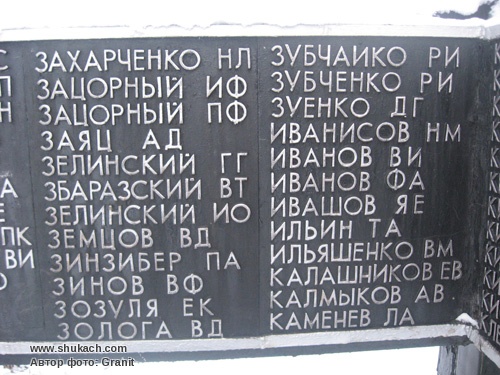 ЗАХАРЧЕНКО НЛ
ЗАЦОРНЫЙ ИФ
ЗАЦОРНЫЙ ПФ
ЗАЯЦ АД
ЗЕЛИНСКИЙ ГГ
ЗБАРАЗСКИЙ ВТ
ЗЕЛИНСКИЙ ИО
ЗЕМЦОВ ВД
ЗИНЗИБЕР ПА
ЗИНОВ ВФ
ЗОЗУЛЯ ЕК
ЗОЛОГА ВД
ЗУБЧАЙКО РИ
ЗУБЧЕНКО РИ
ЗУЕНКО ДГ
ИВАНИСОВ НМ
ИВАНОВ ВИ
ИВАНОВ ФА
ИВАШОВ ЯЕ
ИЛЬИН ТА
ИЛЬЯШЕНКО ВМ
КАЛАШНИКОВ ЕВ
КАЛМЫКОВ АВ
КАМЕНЕВ ЛА
www.shukach.com
Автор фото: Granit